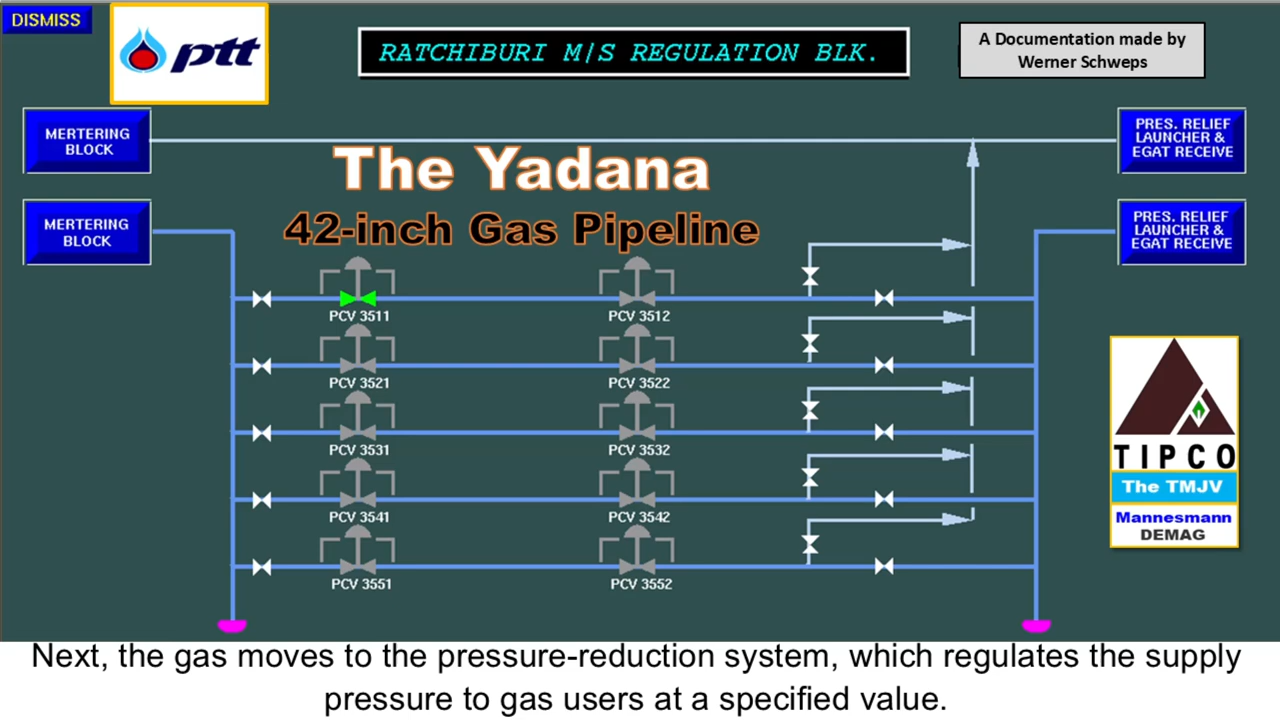 DISMISS
ptt
RATCHIBURI M/S REGULATION BLK.
A Documentation made by
Werner Schweps
MERTERING
BLOCK
PRES. RELIEF
LAUNCHER &
EGAT RECEIVE
The Yadana
42-inch Gas Pipeline
MERTERING
BLOCK
PRES. RELIEF
LAUNCHER &
EGAT RECEIVE
PCV 3511
PCV 3512
PCV 3521
PCV 3522
PCV 3531
PCV 3532
PCV 3541
PCV 3542
PCV 3551
PCV 3552
TIPCO
The TMJV
Mannesmann
DEMAG
Next, the gas moves to the pressure-reduction system, which regulates the supply
pressure to gas users at a specified value.